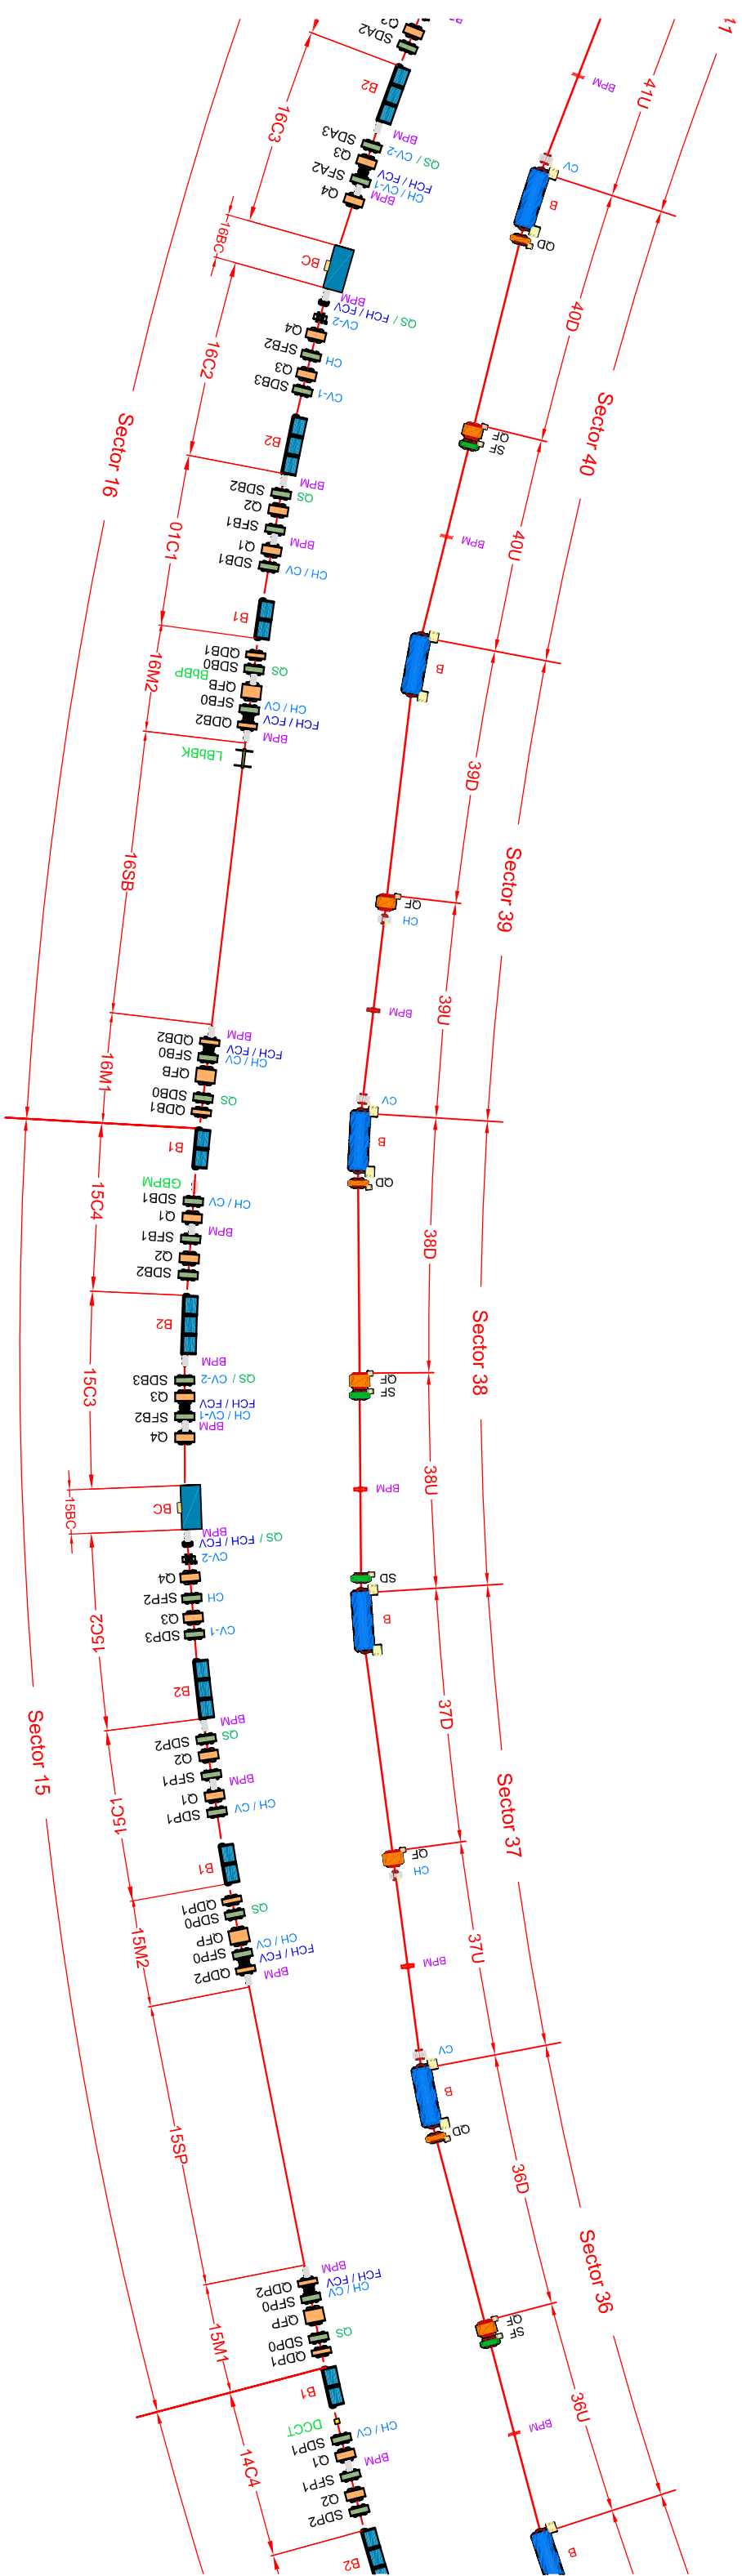 Q2
SDA2
B2
16C3
BPM
SDA3
QS / CV-2
Q3
FCH / FCV
SFA2
CH / CV-1
BPM
Q4
16BC
BC
BPM
QS / FCH / FCV
CV-2
Q4
SFB2
CH
Q3
SDB3
CV-1
16C2
B2
Sector 16
BPM
SDB2
QS
Q2
SFB1
BPM
Q1
SDB1
CH / CV
01C1
B1
QDB1
SDB0
QS
BbBP
QFB
SFB0
CH / CV
QDB2
FCH / FCV
BPM
16M2
LBbBK
16SB
BPM
QDB2
FCH / FCV
SFB0
CH / CV
QFB
16M1
SDB0
QS
QDB1
B1
GBPM
SDB1
CH / CV
15C4
Q1
BPM
SFB1
Q2
SDB2
B2
BPM
SDB3
QS / CV-2
15C3
Q3
FCH / FCV
SFB2
CH / CV-1
BPM
Q4
15BC
BC
BPM
QS / FCH / FCV
CV-2
Q4
SFP2
CH
Q3
SDP3
CV-1
15C2
B2
BPM
SDP2
QS
Q2
SFP1
BPM
Q1
SDP1
CH / CV
15C1
Sector 15
B1
QDP1
SDP0
QS
QFP
CH / CV
SFP0
FCH / FCV
QDP2
BPM
15M2
15SP
BPM
QDP2
FCH / FCV
SFP0
CH / CV
QFP
15M1
SDP0
QS
QDP1
B1
DCCT
SDP1
CH / CV
Q1
BPM
SFP1
14C4
Q2
SDP2
B2
BPM
41U
CV
B
QD
40D
Sector 40
QF
SF
BPM
40U
B
39D
Sector 39
QF
CH
BPM
39U
CV
B
QD
38D
Sector 38
QF
SF
BPM
38U
SD
B
37D
Sector 37
QF
CH
BPM
37U
CV
B
QD
36D
Sector 36
QF
SF
BPM
36U
B